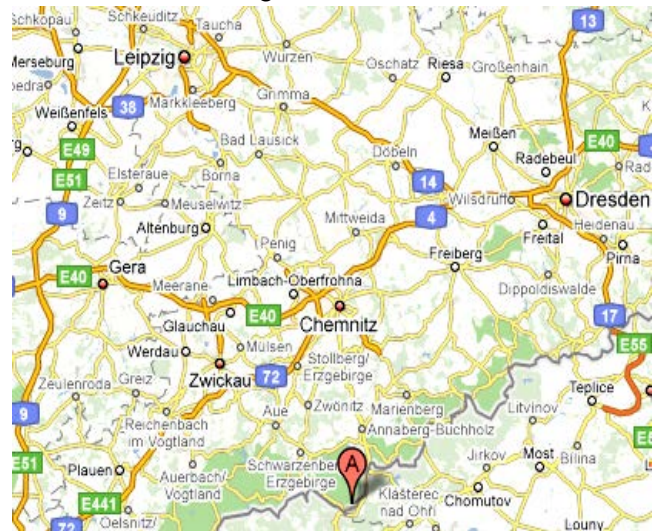 Schkeuditz
Taucha
13
Merseburg
Leipzig
Wurzen
Oschatz
Riesa
Großenhain
Markkleeberg
Grimma
38
Weißenfels
Meißen
E49
Bad Lausick
Döbeln
Radebeul
E40
E51
Elsteraue
Borna
14
Wilsdruff
Dresden
9
Zeitz
Meuselwitz
4
Altenburg
Mittweida
Freital
Heidenau
Penig
Freiberg
Pirna
Gera
E40
Meerane
Limbach-Oberfrohna
Dippoldiswalde
Glauchau
E40
Chemnitz
17
Werdau
Mülsen
E55
Zwickau
72
Stollberg/
Erzgebirge
Zeulenroda
Greiz
Teplice
9
Reichenbach
im Vogtland
Aue
Zwönitz
Marienberg
Litvínov
Annaberg-Buchholz
E51
Plauen
Auerbach/
Vogtland
Schwarzenberg
Erzgebirge
A
Jirkov
Most
Bílina
Klášterec
nad Ohří
Chomutov
E441
Oelsnitz/
72
Louny